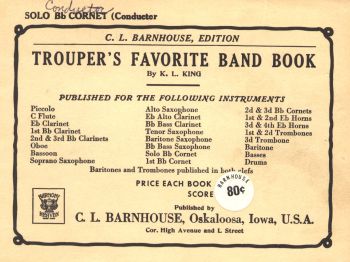 Conductor
SOLO Bb CORNET (Conducter
C. L. BARNHOUSE, EDITION
TROUPER'S FAVORITE BAND BOOK
By K. L. KING
PUBLISHED FOR THE FOLLOWING INSTRUMENTS
Piccolo
C Flute
Eb Clarinet
1st Bb Clarinet
2nd & 3rd Bb Clarinets
Oboe
Bassoon
Soprano Saxophone
Alto Saxophone
Eb Alto Clarinet
Bb Bass Clarinet
Tenor Saxophone
Baritone Saxophone
Bb Bass Saxophone
Solo Bb Cornet
1st Bb Cornet
2d & 3d Bb Cornets
1st & 2nd Eb Horns
3d & 4th Eb Horns
1st & 2d Trombones
3d Trombone
Baritone
Basses
Drums
Baritones and Trombones published in both clefs
PRICE EACH BOOK
SCORE
BARNHOUSE
80¢
Published by
C. L. BARNHOUSE, Oskaloosa, Iowa, U.S.A.
Cor. High Avenue and L Street